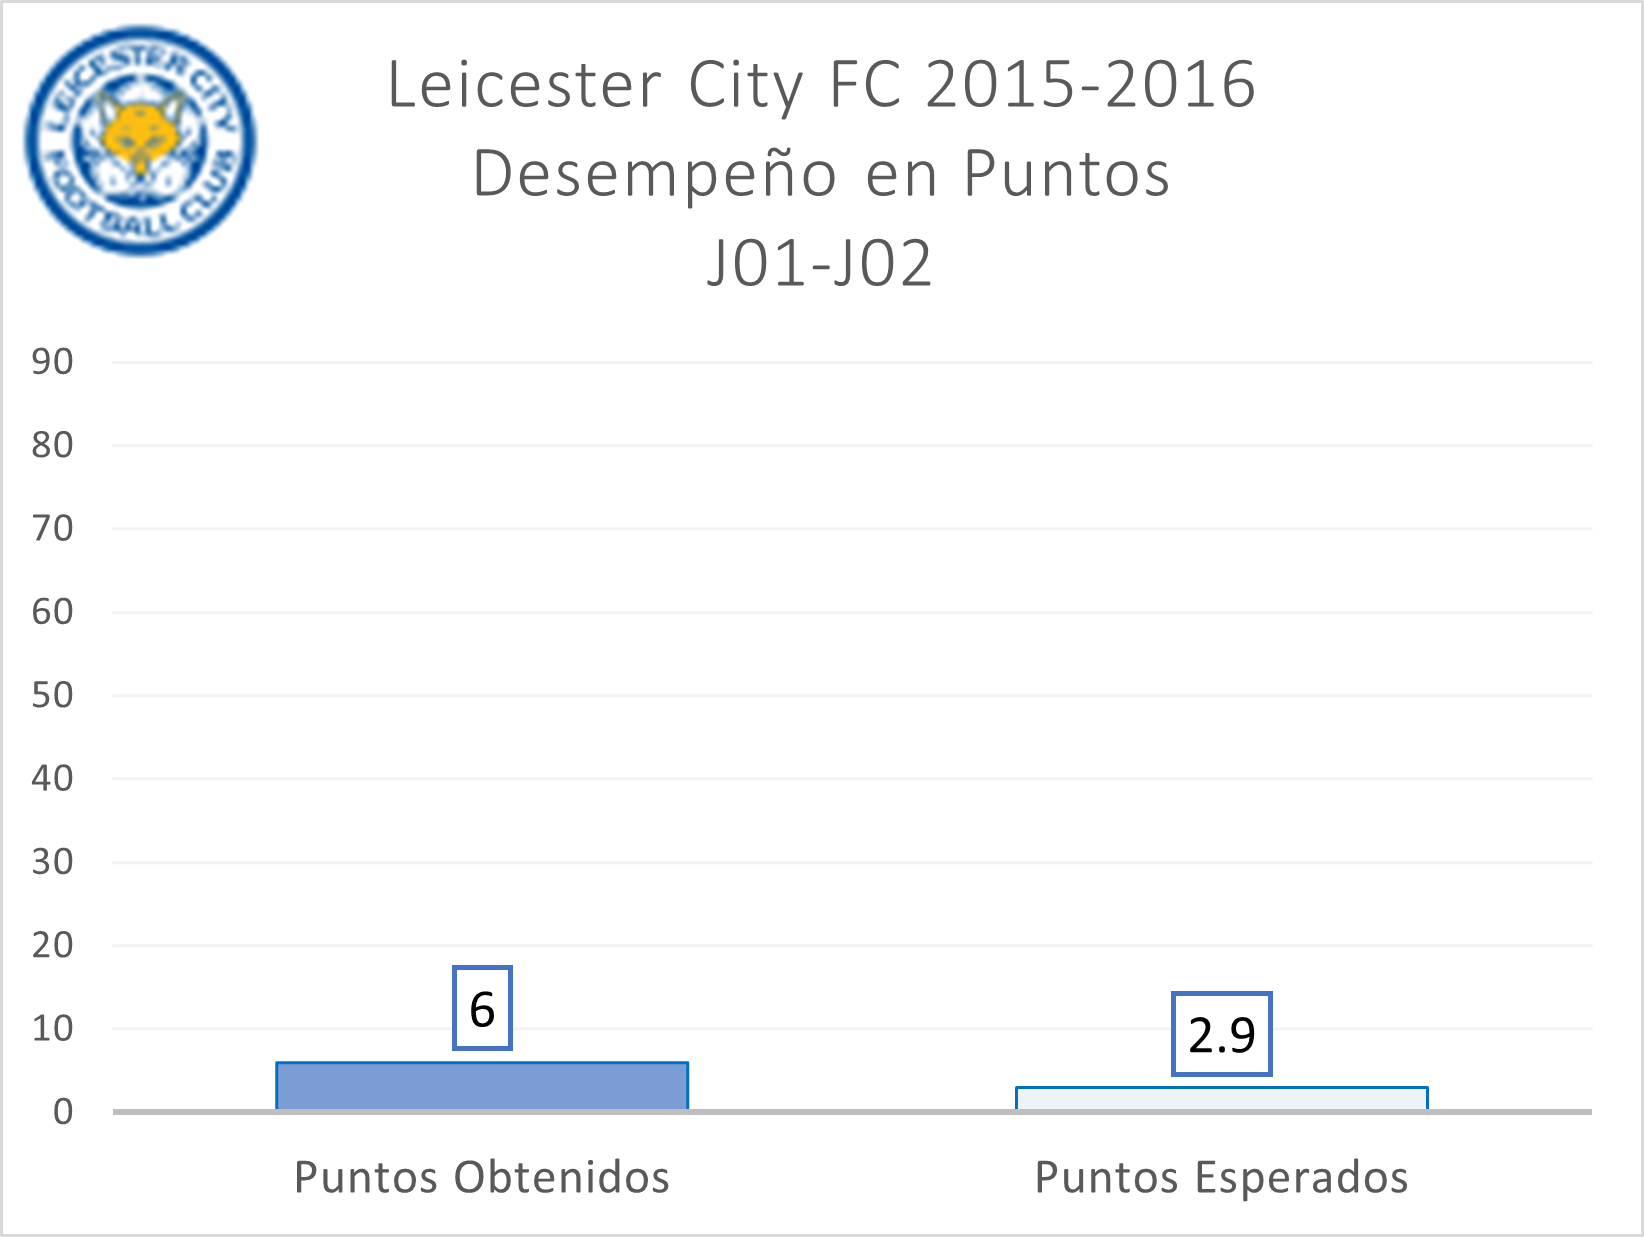 LEICESTER CITY
FOOTBALL CLUB
Leicester City FC 2015-2016
Desempeño en Puntos
J01-J02
90
80
70
60
50
40
30
20
10
0
6
2.9
Puntos Obtenidos
Puntos Esperados